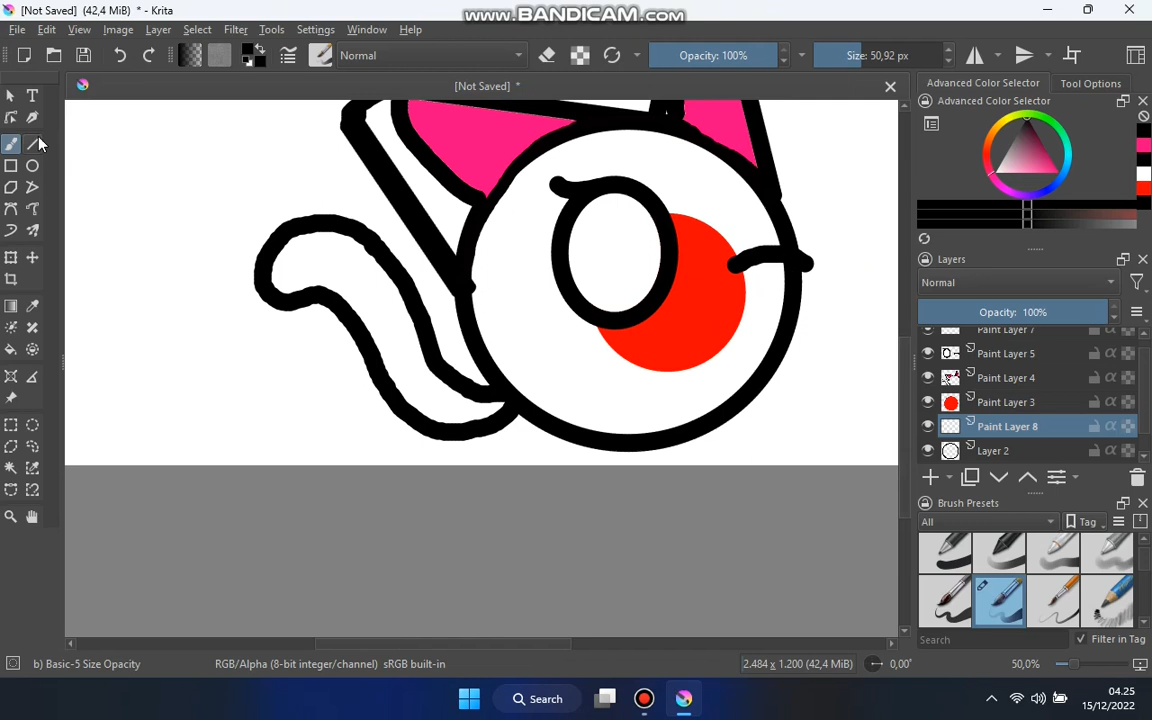 [Not Saved] (42,4 MiB) * - Krita
www.BANDICAM.com
File Edit View Image Layer Select Filter Tools Settings Window Help
Normal
Opacity: 100%
Size: 50,92 px
[Not Saved] *
Advanced Color Selector
Tool Options
Advanced Color Selector
Layers
Normal
Opacity: 100%
Paint Layer 7
Paint Layer 5
Paint Layer 4
Paint Layer 3
Paint Layer 8
Layer 2
Brush Presets
All
Tag
Search
Filter in Tag
b) Basic-5 Size Opacity
RGB/Alpha (8-bit integer/channel) sRGB built-in
2.484 x 1.200 (42,4 MiB)
0,00°
50,0%
Search
04.25
15/12/2022